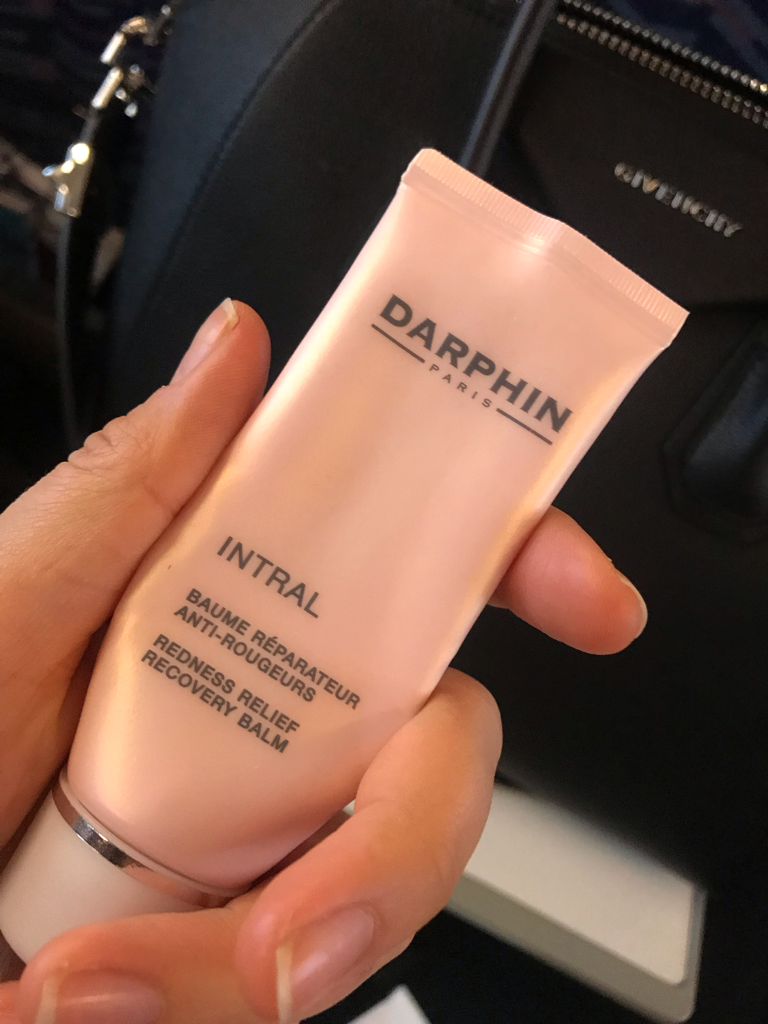 GIVENCHY
DARPHIN
PARIS
INTRAL
BAUME RÉPARATEUR
ANTI-ROUGEURS
REDNESS RELIEF
RECOVERY BALM